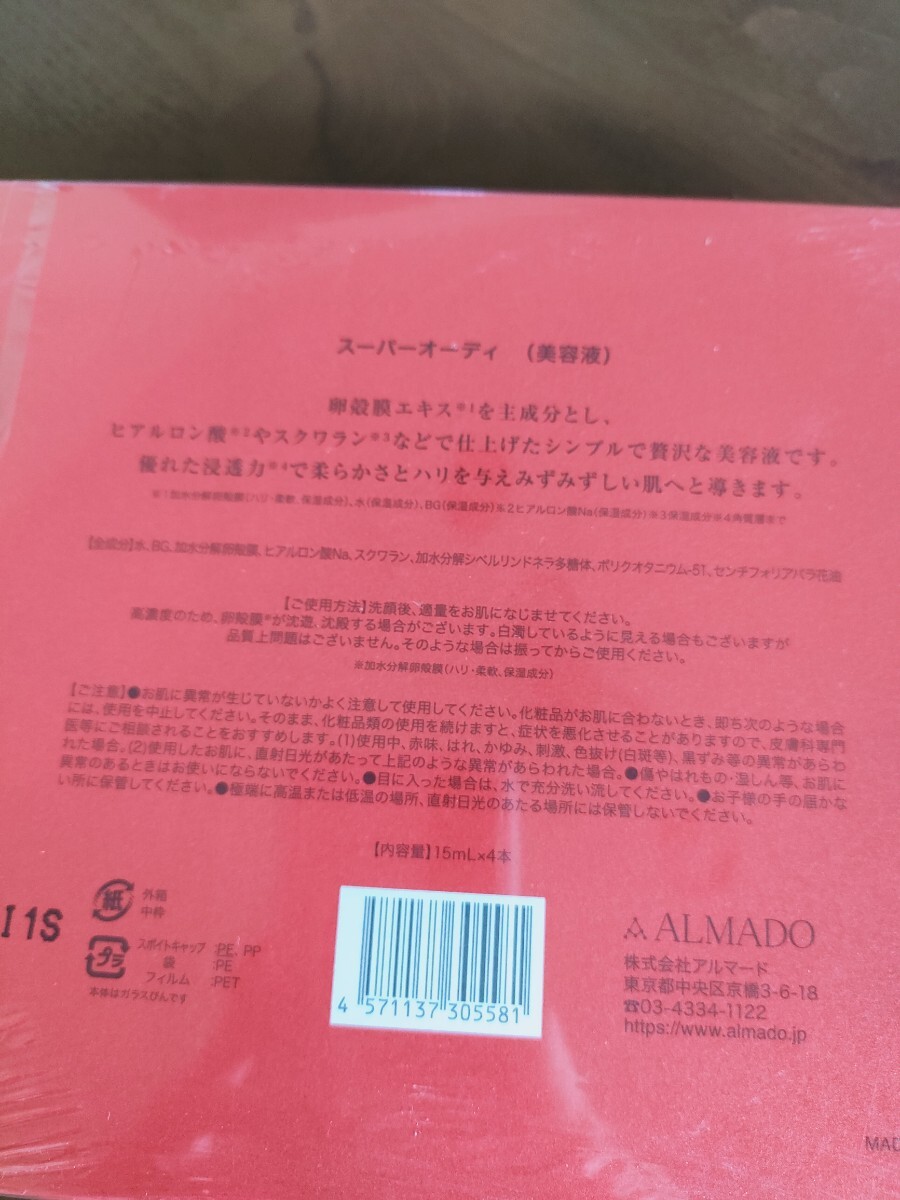 スーパーオーディ （美容液）
卵殻膜エキス※1を主成分とし、
ヒアルロン酸※2やスクワラン※3などで仕上げたシンプルで贅沢な美容液です。
優れた浸透力※4で柔らかさとハリを与えみずみずしい肌へと導きます。
※1加水分解卵殻膜(ハリ・柔軟、保湿成分)、水(保湿成分)、BG(保湿成分)※2ヒアルロン酸Na(保湿成分)※3保湿成分※4角質層まで
【全成分】水、BG、加水分解卵殻膜、ヒアルロン酸Na、スクワラン、加水分解シベルリンドネラ多糖体、ポリクオタニウム-51、センチフォリアバラ花油
【ご使用方法】洗顔後、適量をお肌になじませてください。
高濃度のため、卵殻膜※が沈遊、沈殿する場合がございます。白濁しているように見える場合もございますが
品質上問題はございません。そのような場合は振ってからご使用ください。
※加水分解卵殻膜(ハリ・柔軟、保湿成分)
【ご注意】●お肌に異常が生じていないかよく注意して使用してください。化粧品がお肌に合わないとき、即ち次のような場合
には、使用を中止してください。そのまま、化粧品類の使用を続けますと、症状を悪化させることがありますので、皮膚科専門
医等にご相談されることをおすすめします。(1)使用中、赤味、はれ、かゆみ、刺激、色抜け(白斑等)、黒ずみ等の異常があらわ
れた場合。(2)使用したお肌に、直射日光があたって上記のような異常があらわれた場合。●傷やはれもの・湿しん等、お肌に
異常のあるときはお使いにならないでください。●目に入った場合は、水で充分洗い流してください。●お子様の手の届かな
い所に保管してください。●極端に高温または低温の場所、直射日光のあたる場所には保管しないでください。
【内容量】15mL×4本
I1S
紙
外箱
中枠
プラ
スポイトキャップ :PE, PP
袋 :PE
フィルム :PET
本体はガラスびんです
4 571137 305581
ALMADO
株式会社アルマード
東京都中央区京橋3-6-18
☎03-4334-1122
https://www.almado.jp
MAD